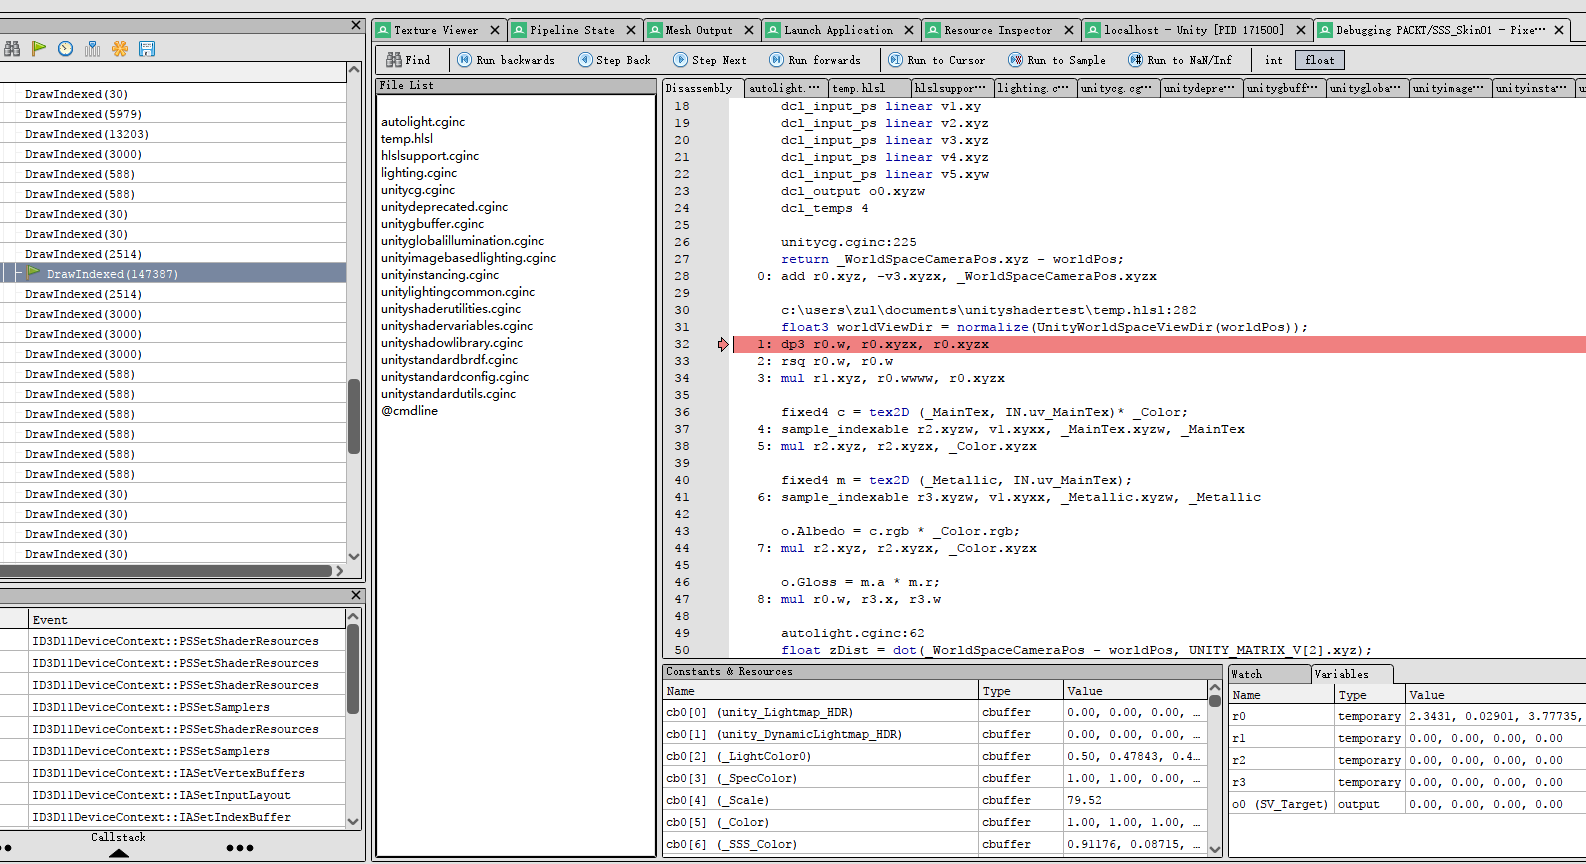 Texture Viewer
Pipeline State
Mesh Output
Launch Application
Resource Inspector
localhost - Unity [PID 171500]
Debugging PACKT/SSS_Skin01 - Pixe···
Find
Run backwards
Step Back
Step Next
Run forwards
Run to Cursor
Run to Sample
Run to NaN/Inf
int
float
DrawIndexed(30)
DrawIndexed(5979)
DrawIndexed(13203)
DrawIndexed(3000)
DrawIndexed(588)
DrawIndexed(588)
DrawIndexed(30)
DrawIndexed(30)
DrawIndexed(2514)
DrawIndexed(147387)
DrawIndexed(2514)
DrawIndexed(3000)
DrawIndexed(3000)
DrawIndexed(3000)
DrawIndexed(588)
DrawIndexed(588)
DrawIndexed(588)
DrawIndexed(588)
DrawIndexed(588)
DrawIndexed(588)
DrawIndexed(30)
DrawIndexed(30)
DrawIndexed(30)
DrawIndexed(30)
Event
ID3D11DeviceContext::PSSetShaderResources
ID3D11DeviceContext::PSSetShaderResources
ID3D11DeviceContext::PSSetShaderResources
ID3D11DeviceContext::PSSetSamplers
ID3D11DeviceContext::PSSetShaderResources
ID3D11DeviceContext::PSSetSamplers
ID3D11DeviceContext::IASetVertexBuffers
ID3D11DeviceContext::IASetInputLayout
ID3D11DeviceContext::IASetIndexBuffer
Callstack
File List
autolight.cginc
temp.hlsl
hlslsupport.cginc
lighting.cginc
unitycg.cginc
unitydeprecated.cginc
unitygbuffer.cginc
unityglobalillumination.cginc
unityimagebasedlighting.cginc
unityinstancing.cginc
unitylightingcommon.cginc
unityshaderutilities.cginc
unityshadervariables.cginc
unityshadowlibrary.cginc
unitystandardbrdf.cginc
unitystandardconfig.cginc
unitystandardutils.cginc
@cmdline
Disassembly
autolight.···
temp.hlsl
hlslsuppor···
lighting.c···
unitycg.cg···
unitydepre···
unitygbuff···
unitygloba···
unityimage···
unityinsta···
18 dcl_input_ps linear v1.xy
19 dcl_input_ps linear v2.xyz
20 dcl_input_ps linear v3.xyz
21 dcl_input_ps linear v4.xyz
22 dcl_input_ps linear v5.xyw
23 dcl_output o0.xyzw
24 dcl_temps 4
25
26 unitycg.cginc:225
27 return _WorldSpaceCameraPos.xyz - worldPos;
28 0: add r0.xyz, -v3.xyzx, _WorldSpaceCameraPos.xyzx
29
30 c:\users\zul\documents\unityshadertest\temp.hlsl:282
31 float3 worldViewDir = normalize(UnityWorldSpaceViewDir(worldPos));
32 1: dp3 r0.w, r0.xyzx, r0.xyzx
33 2: rsq r0.w, r0.w
34 3: mul r1.xyz, r0.wwww, r0.xyzx
35
36 fixed4 c = tex2D (_MainTex, IN.uv_MainTex)* _Color;
37 4: sample_indexable r2.xyzw, v1.xyxx, _MainTex.xyzw, _MainTex
38 5: mul r2.xyz, r2.xyzx, _Color.xyzx
39
40 fixed4 m = tex2D (_Metallic, IN.uv_MainTex);
41 6: sample_indexable r3.xyzw, v1.xyxx, _Metallic.xyzw, _Metallic
42
43 o.Albedo = c.rgb * _Color.rgb;
44 7: mul r2.xyz, r2.xyzx, _Color.xyzx
45
46 o.Gloss = m.a * m.r;
47 8: mul r0.w, r3.x, r3.w
48
49 autolight.cginc:62
50 float zDist = dot(_WorldSpaceCameraPos - worldPos, UNITY_MATRIX_V[2].xyz);
Constants & Resources
Name Type Value
cb0[0] (unity_Lightmap_HDR) cbuffer 0.00, 0.00, 0.00, …
cb0[1] (unity_DynamicLightmap_HDR) cbuffer 0.00, 0.00, 0.00, …
cb0[2] (_LightColor0) cbuffer 0.50, 0.47843, 0.4…
cb0[3] (_SpecColor) cbuffer 1.00, 1.00, 0.00, …
cb0[4] (_Scale) cbuffer 79.52
cb0[5] (_Color) cbuffer 1.00, 1.00, 1.00, …
cb0[6] (_SSS_Color) cbuffer 0.91176, 0.08715, …
Watch
Variables
Name Type Value
r0 temporary 2.3431, 0.02901, 3.77735,
r1 temporary 0.00, 0.00, 0.00, 0.00
r2 temporary 0.00, 0.00, 0.00, 0.00
r3 temporary 0.00, 0.00, 0.00, 0.00
o0 (SV_Target) output 0.00, 0.00, 0.00, 0.00